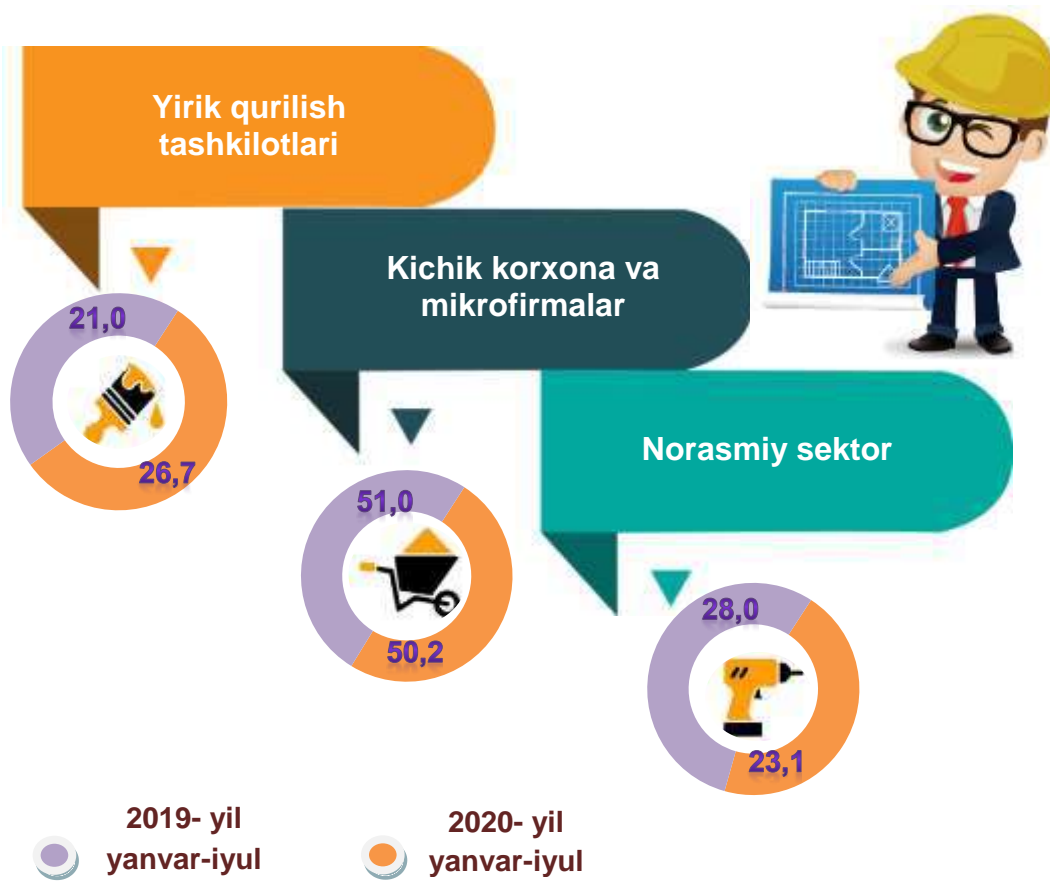 Yirik qurilish
tashkilotlari
Kichik korxona va
mikrofirmalar
Norasmiy sektor
21,0
26,7
51,0
50,2
28,0
23,1
2019- yil
yanvar-iyul
2020- yil
yanvar-iyul